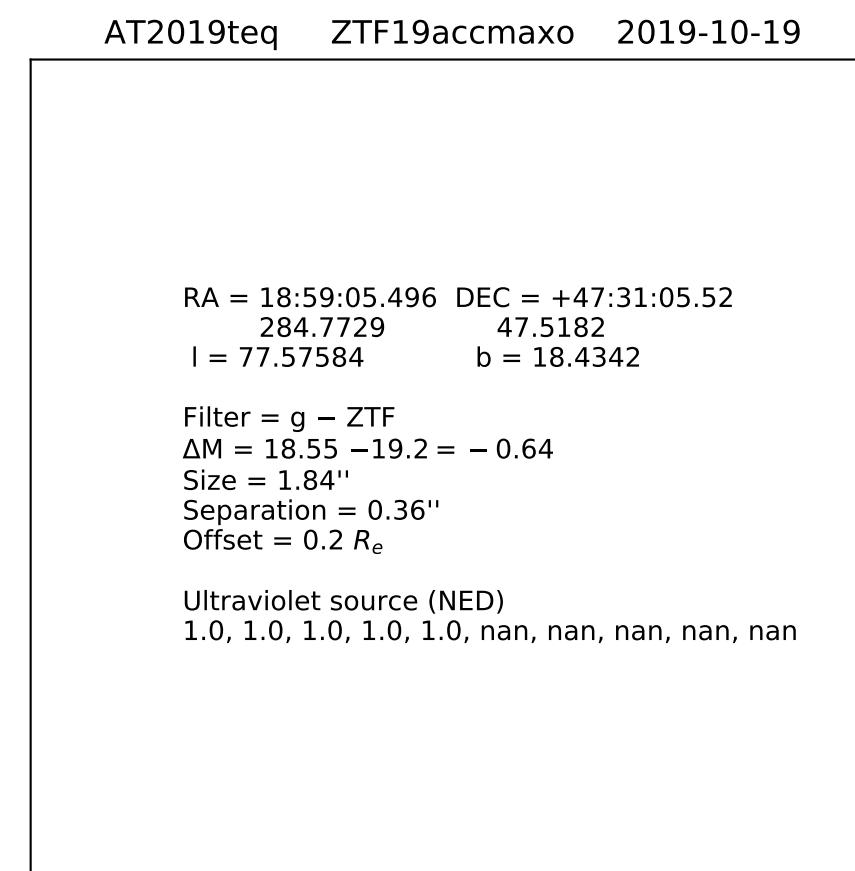 AT2019teq ZTF19accmaxo 2019-10-19
RA = 18:59:05.496 DEC = +47:31:05.52
284.7729 47.5182
l = 77.57584 b = 18.4342
Filter = g − ZTF
ΔM = 18.55 −19.2 = − 0.64
Size = 1.84''
Separation = 0.36''
Offset = 0.2 Re
Ultraviolet source (NED)
1.0, 1.0, 1.0, 1.0, 1.0, nan, nan, nan, nan, nan